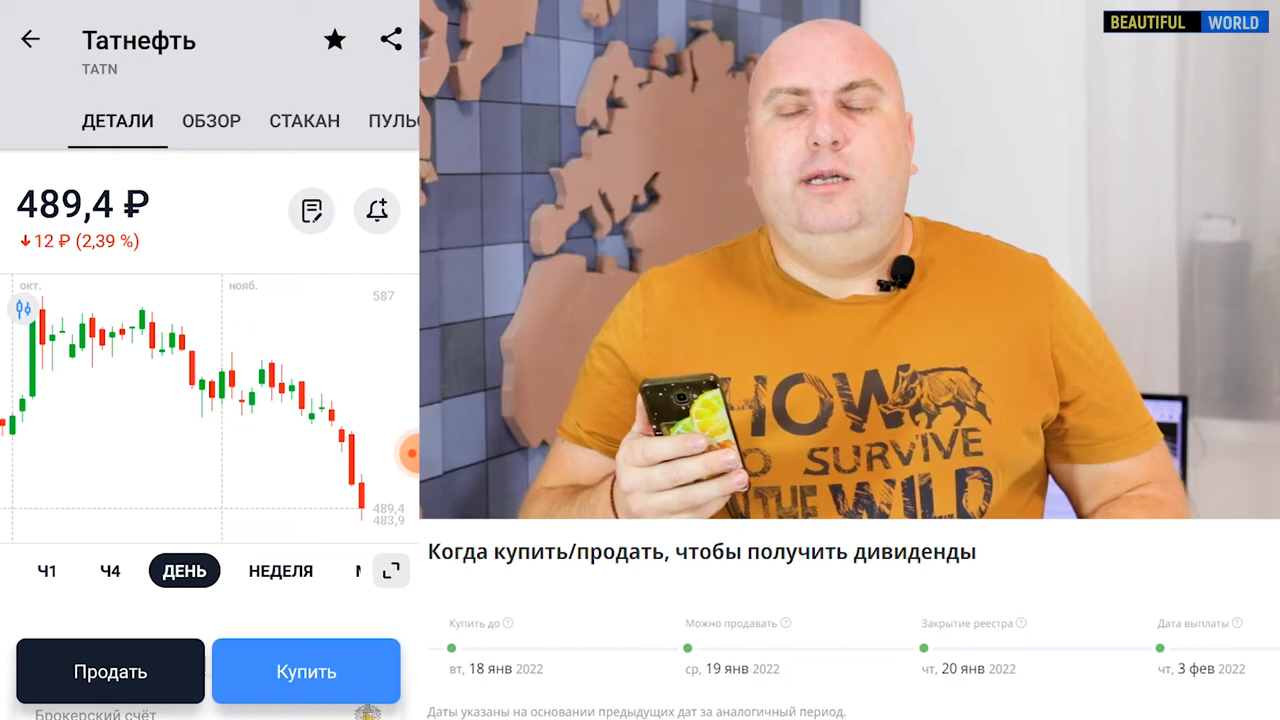 Татнефть
TATN
ДЕТАЛИ ОБЗОР СТАКАН ПУЛЬС
489,4 ₽
12 ₽ (2,39 %)
окт. нояб.
587
489,4
483,9
Ч1 Ч4 ДЕНЬ НЕДЕЛЯ
Продать Купить
Брокерский счёт
BEAUTIFUL WORLD
HOW
TO SURVIVE
IN THE WILD
Когда купить/продать, чтобы получить дивиденды
Купить до Можно продавать Закрытие реестра Дата выплаты
вт, 18 янв 2022 ср, 19 янв 2022 чт, 20 янв 2022 чт, 3 фев 2022
Даты указаны на основании предыдущих дат за аналогичный период.